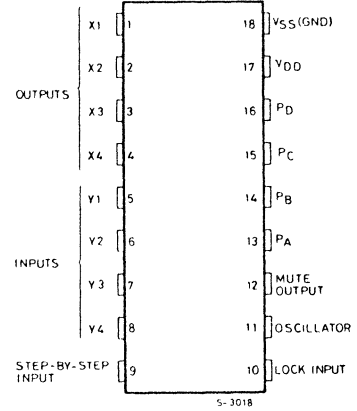 X1 1 18 VSS(GND)
X2 2 17 VDD
OUTPUTS
X3 3 16 PD
X4 4 15 PC
Y1 5 14 PB
Y2 6 13 PA
INPUTS
Y3 7 12 MUTE OUTPUT
Y4 8 11 OSCILLATOR
STEP-BY-STEP INPUT 9 10 LOCK INPUT
S-3018